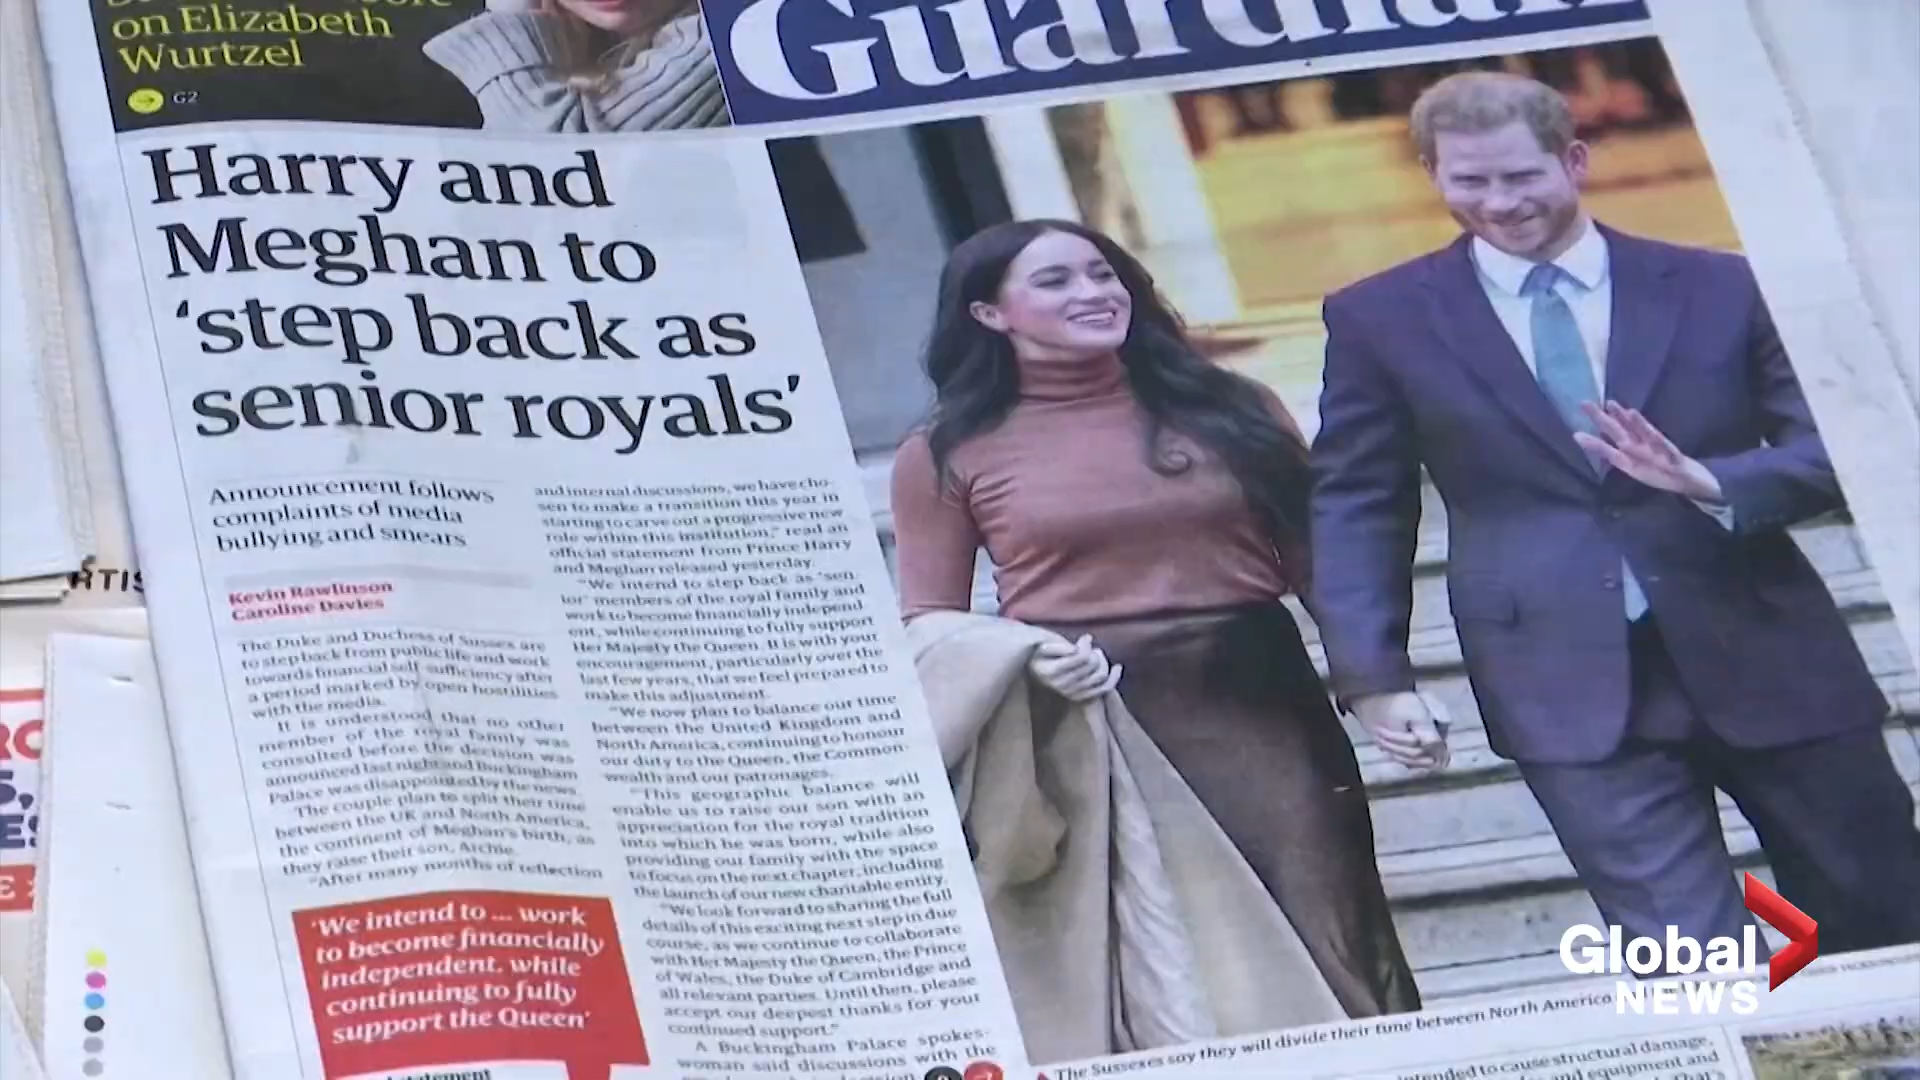 on Elizabeth
Wurtzel
G2
Guardian
Harry and
Meghan to
‘step back as
senior royals’
Announcement follows
complaints of media
bullying and smears
Kevin Rawlinson
Caroline Davies
The Duke and Duchess of Sussex are
to step back from public life and work
towards financial self-sufficiency after
a period marked by open hostilities
with the media.
It is understood that no other
member of the royal family was
consulted before the decision was
announced last night and Buckingham
Palace was disappointed by the news.
The couple plan to split their time
between the UK and North America,
the continent of Meghan's birth, as
they raise their son, Archie.
"After many months of reflection
‘We intend to ... work
to become financially
independent, while
continuing to fully
support the Queen’
statement
and internal discussions, we have cho-
sen to make a transition this year in
starting to carve out a progressive new
role within this institution," read an
official statement from Prince Harry
and Meghan released yesterday.
"We intend to step back as 'sen-
ior' members of the royal family and
work to become financially independ-
ent, while continuing to fully support
Her Majesty the Queen. It is with your
encouragement, particularly over the
last few years, that we feel prepared to
make this adjustment.
"We now plan to balance our time
between the United Kingdom and
North America, continuing to honour
our duty to the Queen, the Common-
wealth and our patronages.
"This geographic balance will
enable us to raise our son with an
appreciation for the royal tradition
into which he was born, while also
providing our family with the space
to focus on the next chapter, including
the launch of our new charitable entity.
"We look forward to sharing the full
details of this exciting next step in due
course, as we continue to collaborate
with Her Majesty the Queen, the Prince
of Wales, the Duke of Cambridge and
all relevant parties. Until then, please
accept our deepest thanks for your
continued support."
A Buckingham Palace spokes-
woman said discussions with the
The Sussexes say they will divide their time between North America
intended to cause structural damage,
and equipment and
That's
RTIS
Global
NEWS